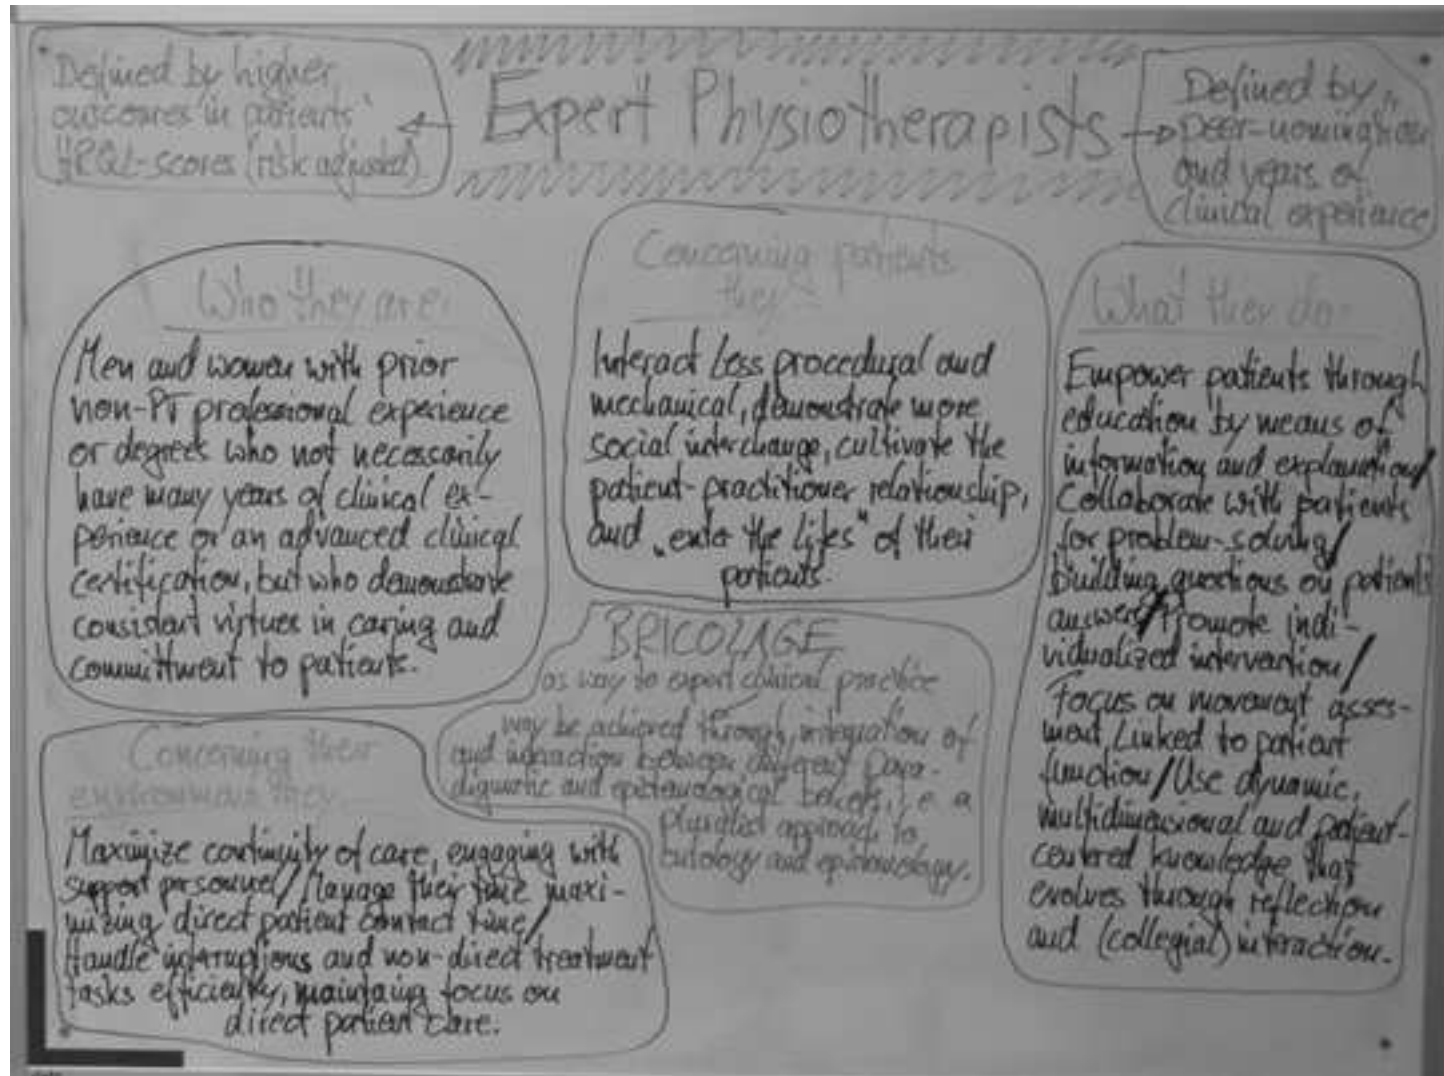 Expert Physiotherapists
Defined by higher
outcomes in patients'
HRQL-scores (risk adjusted)
Defined by
peer-nomination
and years of
clinical experience
Who they are:
Men and women with prior
non-PT professional experience
or degrees who not necessarily
have many years of clinical ex-
perience or an advanced clinical
certification, but who demonstrate
consistant virtues in caring and
committment to patients.
Concerning patients
they:
Interact less procedural and
mechanical, demonstrate more
social interchange, cultivate the
patient-practitioner relationship,
and „enter the lifes" of their
patients.
What they do:
Empower patients through
education by means of
information and explanation/
Collaborate with patients
for problem-solving/
building questions on patients
answers/Promote indi-
vidualized intervention/
Focus on movement asses-
ment, linked to patient
function/Use dynamic,
multidimensional and patient-
centered knowledge that
evolves through reflection
and (collegial) interaction.
BRICOLAGE
as way to expert clinical practice
may be achieved through integration of
and interaction between different para-
digmatic and epistemological beliefs, i.e. a
pluralist approach to
ontology and epistemology.
Concerning their
environment they:
Maximize continuity of care, engaging with
support personnel/Manage their time maxi-
mizing direct patient contact time/
Handle interruptions and non-direct treatment
tasks efficiently, maintaing focus on
direct patient care.